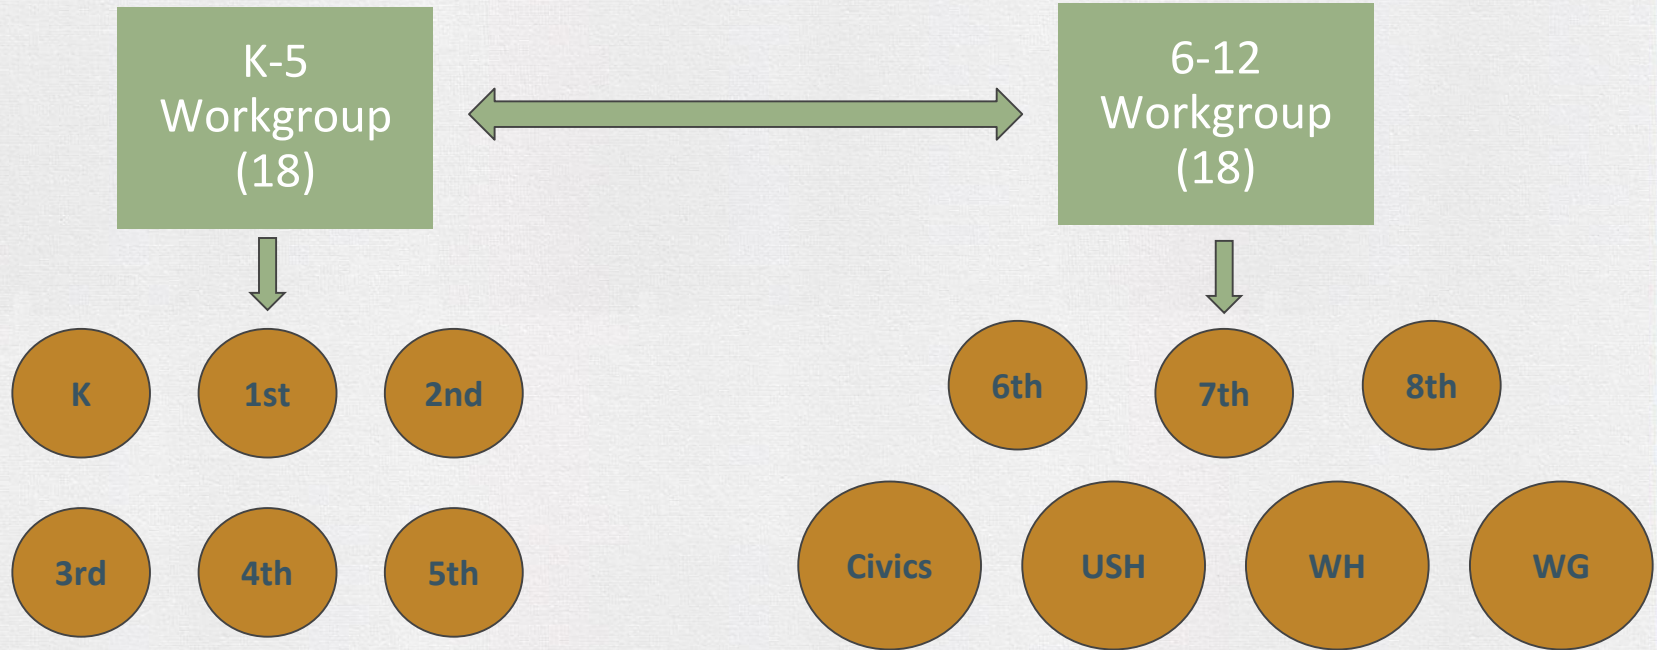 K-5
Workgroup
(18)
6-12
Workgroup
(18)
K
1st
2nd
3rd
4th
5th
6th
7th
8th
Civics
USH
WH
WG